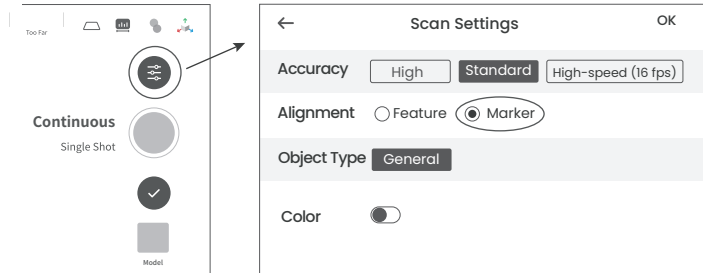 Too Far
Continuous
Single Shot
Model
← Scan Settings OK
Accuracy High Standard High-speed (16 fps)
Alignment Feature Marker
Object Type General
Color